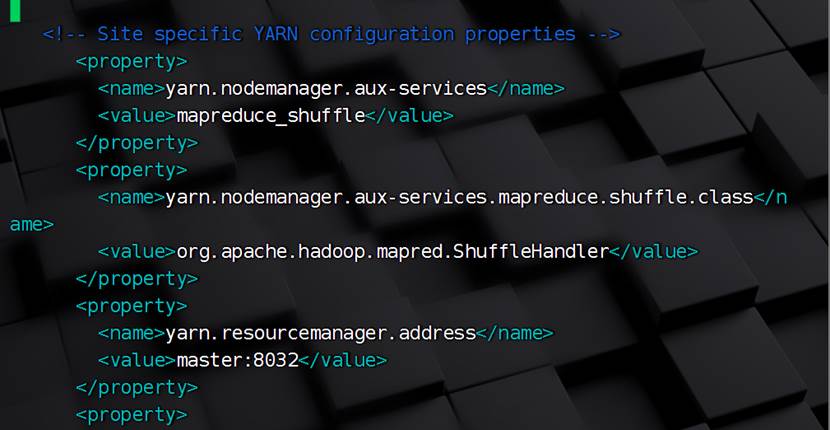 <!-- Site specific YARN configuration properties -->
<property>
<name>yarn.nodemanager.aux-services</name>
<value>mapreduce_shuffle</value>
</property>
<property>
<name>yarn.nodemanager.aux-services.mapreduce.shuffle.class</n
ame>
<value>org.apache.hadoop.mapred.ShuffleHandler</value>
</property>
<property>
<name>yarn.resourcemanager.address</name>
<value>master:8032</value>
</property>
<property>